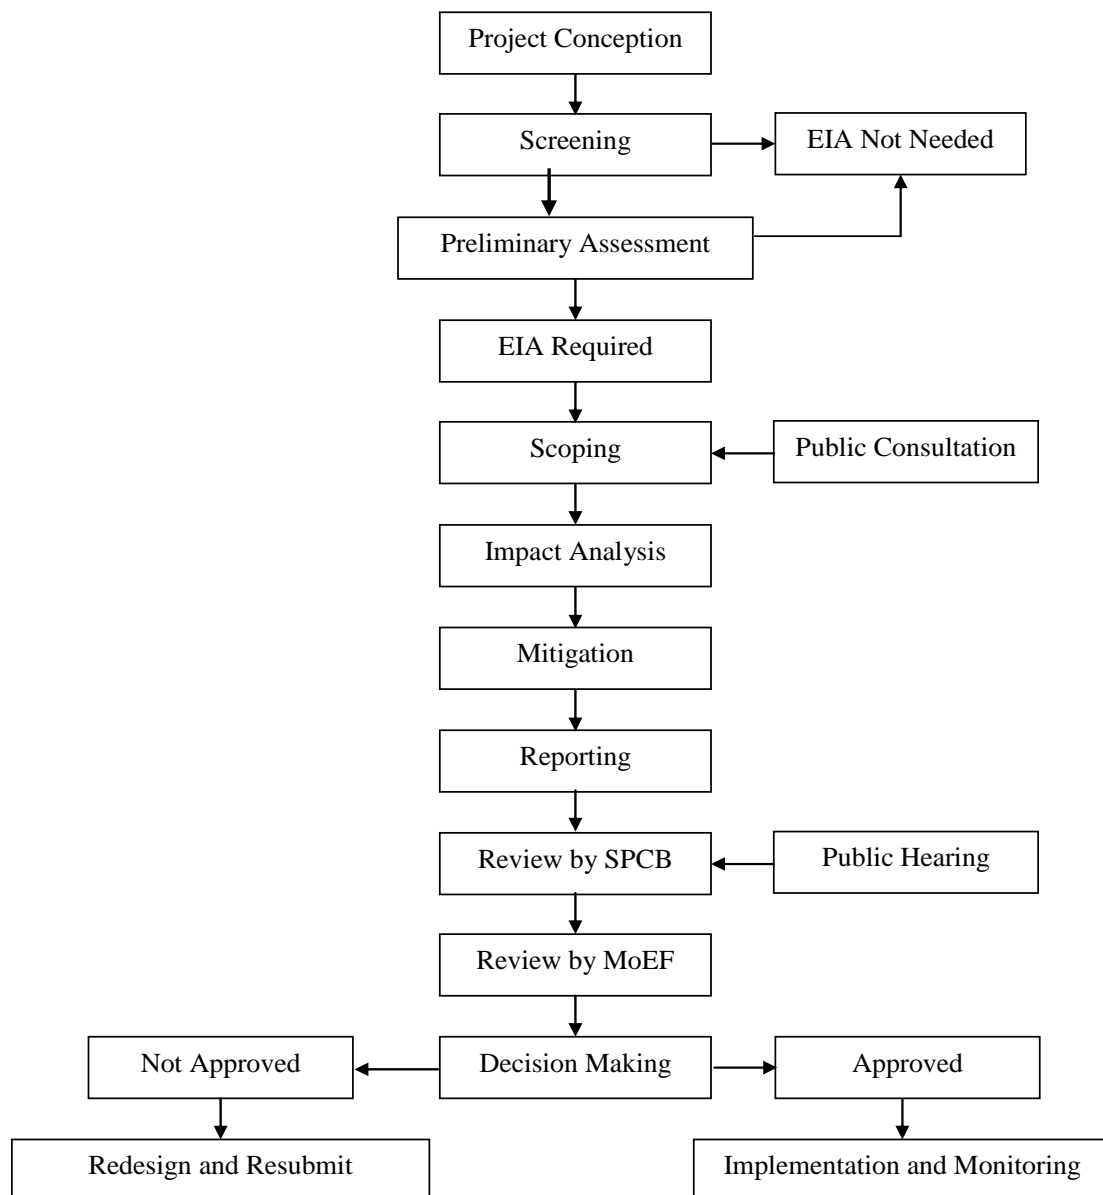 Project Conception
Screening
EIA Not Needed
Preliminary Assessment
EIA Required
Scoping
Public Consultation
Impact Analysis
Mitigation
Reporting
Review by SPCB
Public Hearing
Review by MoEF
Not Approved
Decision Making
Approved
Redesign and Resubmit
Implementation and Monitoring